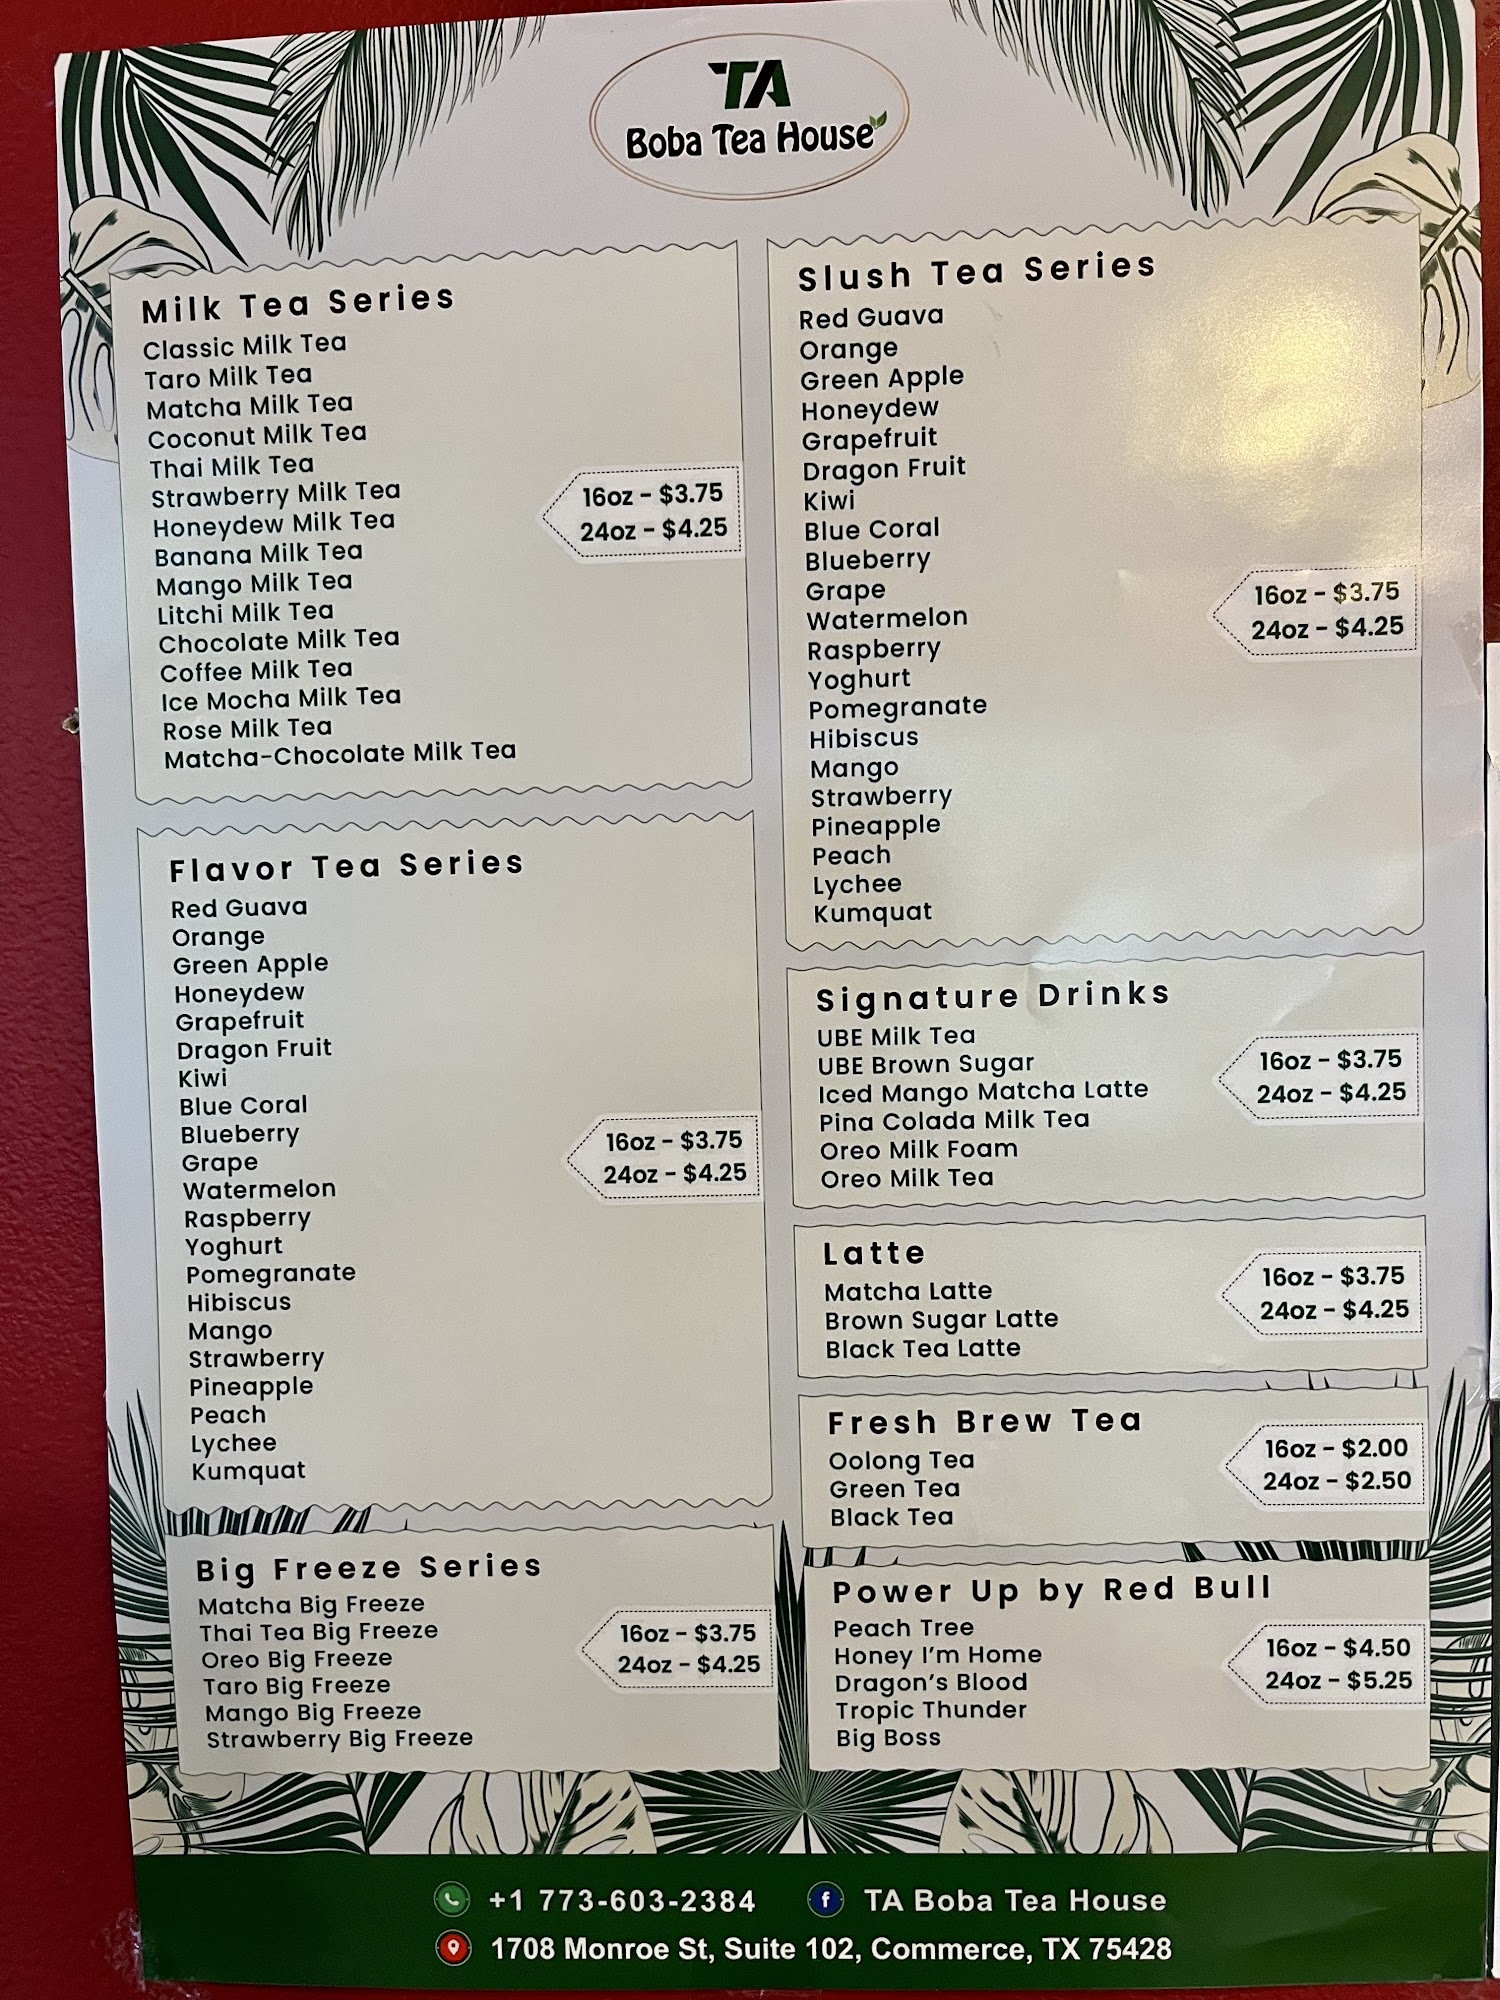 TA
Boba Tea House
Milk Tea Series
Classic Milk Tea
Taro Milk Tea
Matcha Milk Tea
Coconut Milk Tea
Thai Milk Tea
Strawberry Milk Tea
Honeydew Milk Tea
Banana Milk Tea
Mango Milk Tea
Litchi Milk Tea
Chocolate Milk Tea
Coffee Milk Tea
Ice Mocha Milk Tea
Rose Milk Tea
Matcha-Chocolate Milk Tea
16oz - $3.75
24oz - $4.25
Flavor Tea Series
Red Guava
Orange
Green Apple
Honeydew
Grapefruit
Dragon Fruit
Kiwi
Blue Coral
Blueberry
Grape
Watermelon
Raspberry
Yoghurt
Pomegranate
Hibiscus
Mango
Strawberry
Pineapple
Peach
Lychee
Kumquat
16oz - $3.75
24oz - $4.25
Big Freeze Series
Matcha Big Freeze
Thai Tea Big Freeze
Oreo Big Freeze
Taro Big Freeze
Mango Big Freeze
Strawberry Big Freeze
16oz - $3.75
24oz - $4.25
Slush Tea Series
Red Guava
Orange
Green Apple
Honeydew
Grapefruit
Dragon Fruit
Kiwi
Blue Coral
Blueberry
Grape
Watermelon
Raspberry
Yoghurt
Pomegranate
Hibiscus
Mango
Strawberry
Pineapple
Peach
Lychee
Kumquat
16oz - $3.75
24oz - $4.25
Signature Drinks
UBE Milk Tea
UBE Brown Sugar
Iced Mango Matcha Latte
Pina Colada Milk Tea
Oreo Milk Foam
Oreo Milk Tea
16oz - $3.75
24oz - $4.25
Latte
Matcha Latte
Brown Sugar Latte
Black Tea Latte
16oz - $3.75
24oz - $4.25
Fresh Brew Tea
Oolong Tea
Green Tea
Black Tea
16oz - $2.00
24oz - $2.50
Power Up by Red Bull
Peach Tree
Honey I'm Home
Dragon's Blood
Tropic Thunder
Big Boss
16oz - $4.50
24oz - $5.25
+1 773-603-2384
f TA Boba Tea House
1708 Monroe St, Suite 102, Commerce, TX 75428